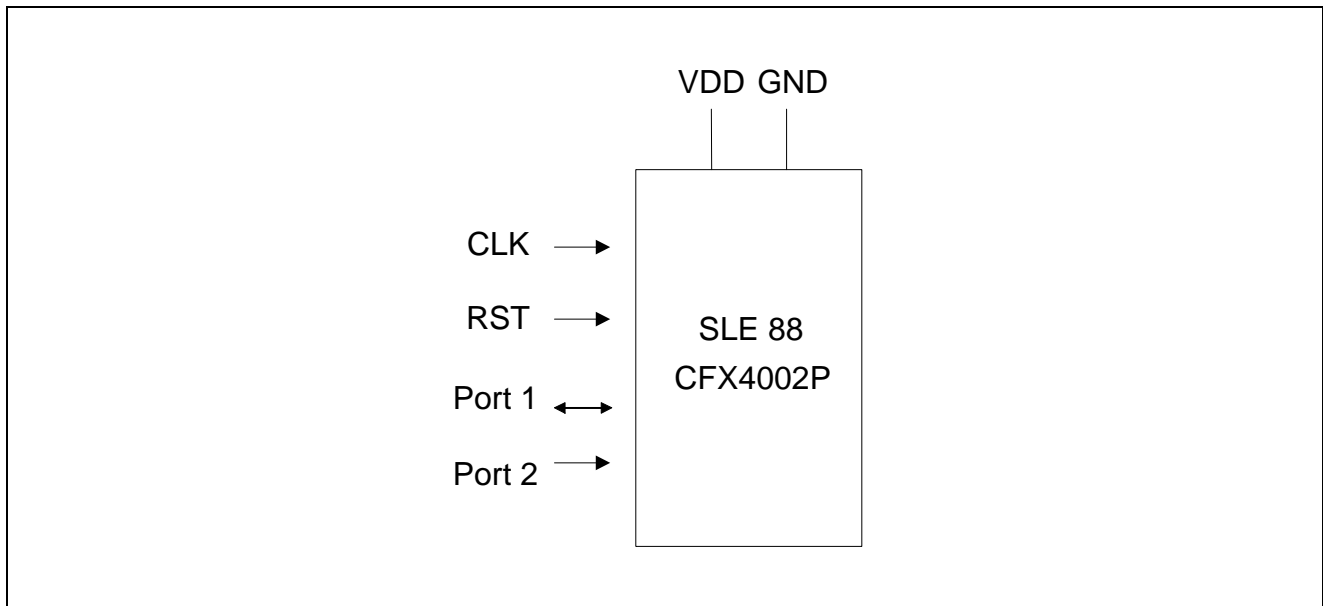 VDD GND
CLK
RST
SLE 88
CFX4002P
Port 1
Port 2